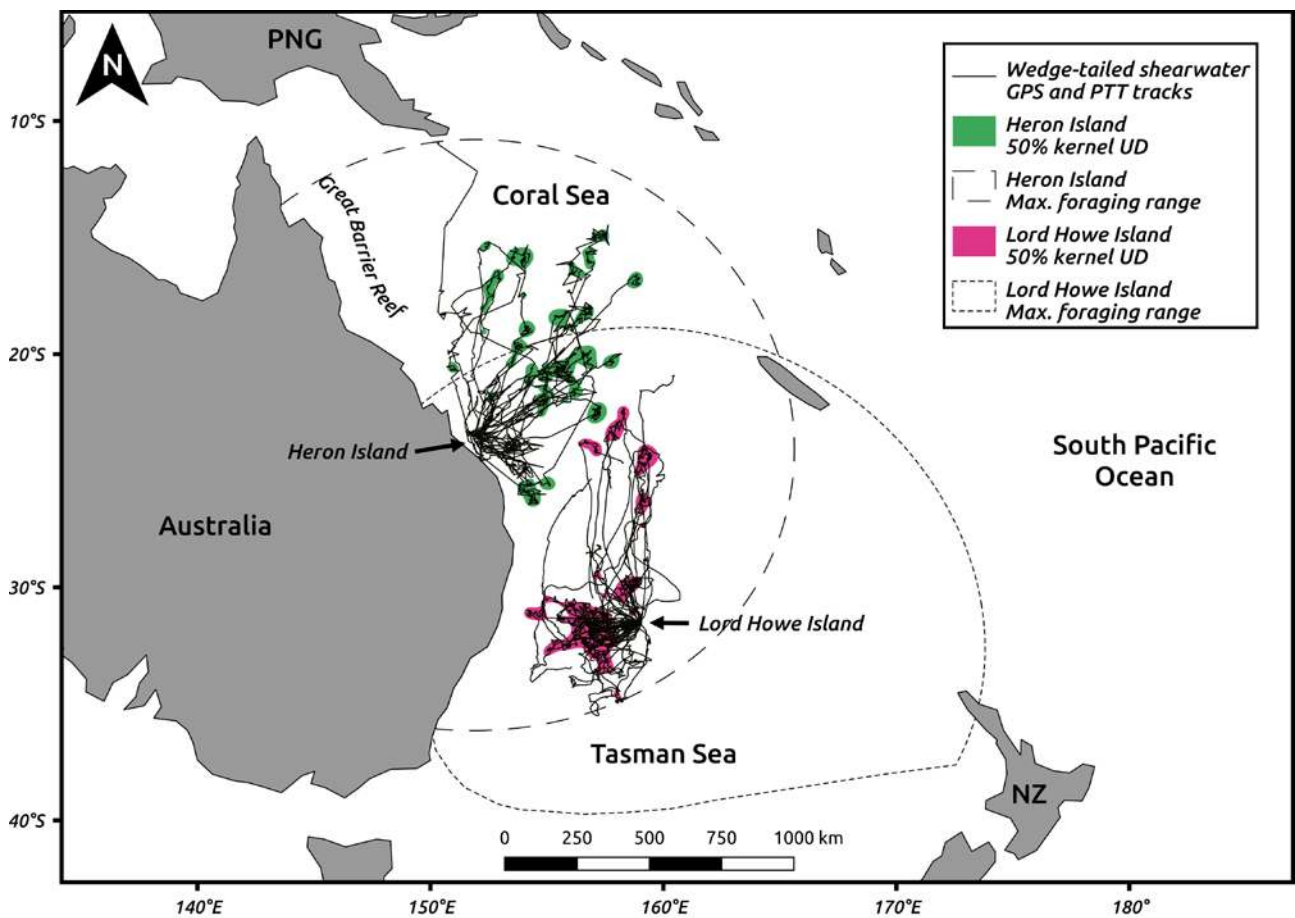 PNG
N
Wedge-tailed shearwater
GPS and PTT tracks
Heron Island
50% kernel UD
Heron Island
Max. foraging range
Lord Howe Island
50% kernel UD
Lord Howe Island
Max. foraging range
10°S
Coral Sea
Great Barrier Reef
20°S
Heron Island
South Pacific
Ocean
Australia
30°S
Lord Howe Island
Tasman Sea
NZ
40°S
0 250 500 750 1000 km
140°E 150°E 160°E 170°E 180°